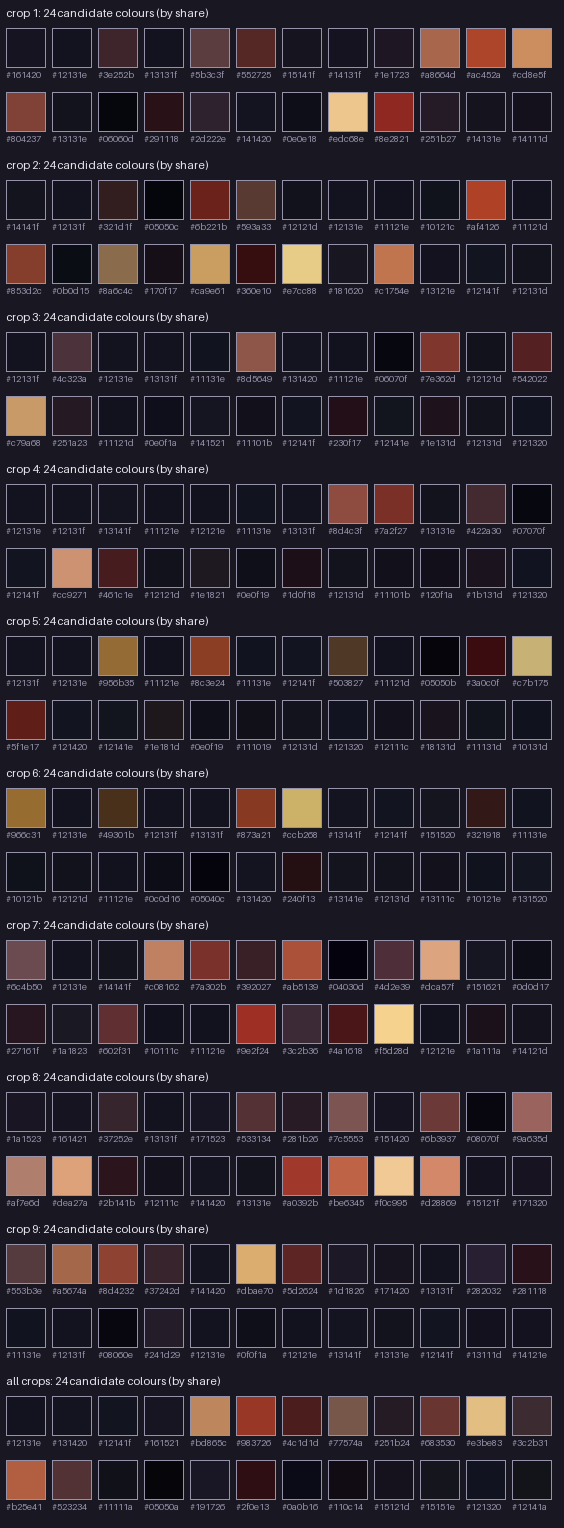 crop 1: 24 candidate colours (by share)
#161420 #12131e #3e252b #13131f #5b3c3f #552725 #15141f #14131f #1e1723 #a8664d #ac452a #cd8e5f
#804237 #13131e #06060d #291118 #2d222e #141420 #0e0e18 #edc68e #8e2821 #251b27 #14131e #14111d
crop 2: 24 candidate colours (by share)
#14141f #12131f #321d1f #05050c #6b221b #593a33 #12121d #12131e #11121e #10121c #af4126 #11121d
#853d2c #0b0d15 #8a6c4c #170f17 #ca9e61 #360e10 #e7cc88 #181620 #c1754e #13121e #12141f #12131d
crop 3: 24 candidate colours (by share)
#12131f #4c323a #12131e #13131f #11131e #8d5649 #131420 #11121e #06070f #7e362d #12121d #542022
#c79a68 #251a23 #11121d #0e0f1a #141521 #11101b #12141f #230f17 #12141e #1e131d #12131d #121320
crop 4: 24 candidate colours (by share)
#12131e #12131f #13141f #11121e #12121e #11131e #13131f #8d4c3f #7a2f27 #13131e #422a30 #07070f
#12141f #cc9271 #461c1e #12121d #1e1821 #0e0f19 #1d0f18 #12131d #11101b #120f1a #1b131d #121320
crop 5: 24 candidate colours (by share)
#12131f #12131e #956b35 #11121e #8c3e24 #11131e #12141f #503827 #11121d #05050b #3a0c0f #c7b175
#5f1e17 #121420 #12141e #1e181d #0e0f19 #111019 #12131d #121320 #12111c #18131d #11131d #10131d
crop 6: 24 candidate colours (by share)
#966c31 #12131e #49301b #12131f #13131f #873a21 #ccb268 #13141f #12141f #151520 #321918 #11131e
#10121b #12121d #11121e #0c0d16 #05040c #131420 #240f13 #13141e #12131d #13111c #10121e #131520
crop 7: 24 candidate colours (by share)
#6c4b50 #12131e #14141f #c08162 #7a302b #392027 #ab5139 #04030d #4d2e39 #dca57f #151621 #0d0d17
#27161f #1a1823 #602f31 #10111c #11121e #9e2f24 #3c2b36 #4a1618 #f5d28d #12121e #1a111a #14121d
crop 8: 24 candidate colours (by share)
#1a1523 #161421 #37252e #13131f #171523 #533134 #281b26 #7c5553 #151420 #6b3937 #08070f #9a635d
#af7e6d #dea27a #2b141b #12111c #141420 #13131e #a0392b #be6345 #f0c995 #d28869 #15121f #171320
crop 9: 24 candidate colours (by share)
#553b3e #a5674a #8d4232 #37242d #141420 #dbae70 #5d2624 #1d1826 #171420 #13131f #282032 #281118
#11131e #12131f #08060e #241d29 #12131e #0f0f1a #12121e #13141f #13131e #12141f #13111d #14121e
all crops: 24 candidate colours (by share)
#12131e #131420 #12141f #161521 #bd865c #983726 #4c1d1d #77574a #251b24 #683530 #e3be83 #3c2b31
#b25e41 #523234 #11111a #05050a #191726 #2f0e13 #0a0b16 #110c14 #15121d #15151e #121320 #12141a